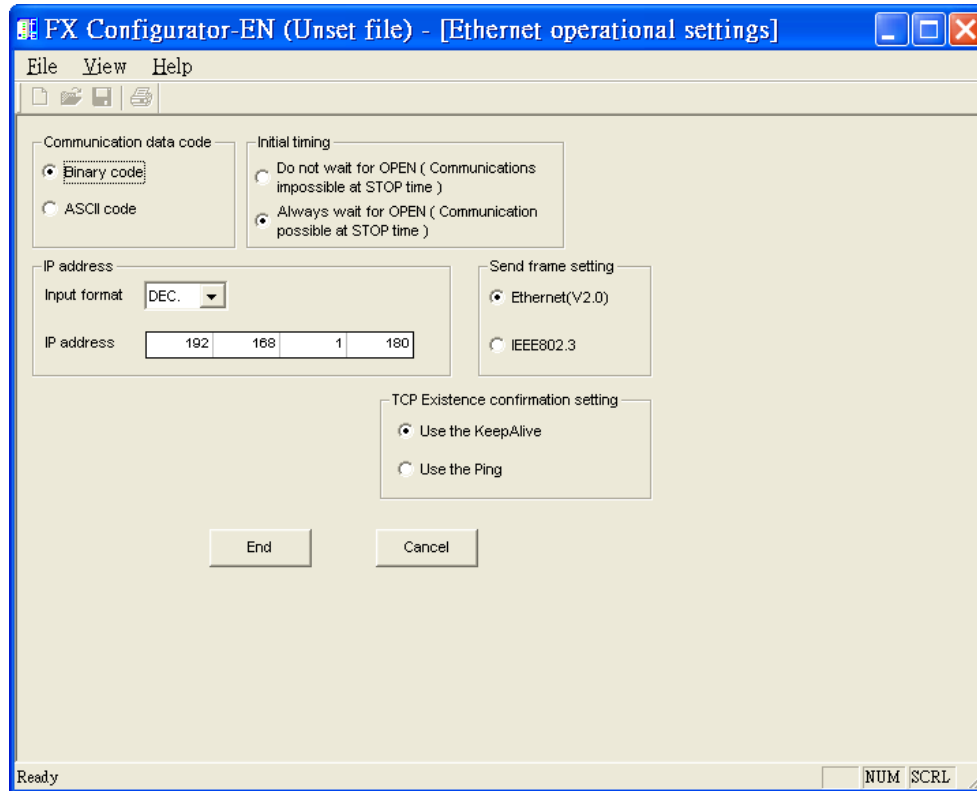 FX Configurator-EN (Unset file) - [Ethernet operational settings]
File View Help
Communication data code
Binary code
ASCII code
Initial timing
Do not wait for OPEN ( Communications
impossible at STOP time )
Always wait for OPEN ( Communication
possible at STOP time )
IP address
Input format DEC.
IP address 192 168 1 180
Send frame setting
Ethernet(V2.0)
IEEE802.3
TCP Existence confirmation setting
Use the KeepAlive
Use the Ping
End Cancel
Ready NUM SCRL